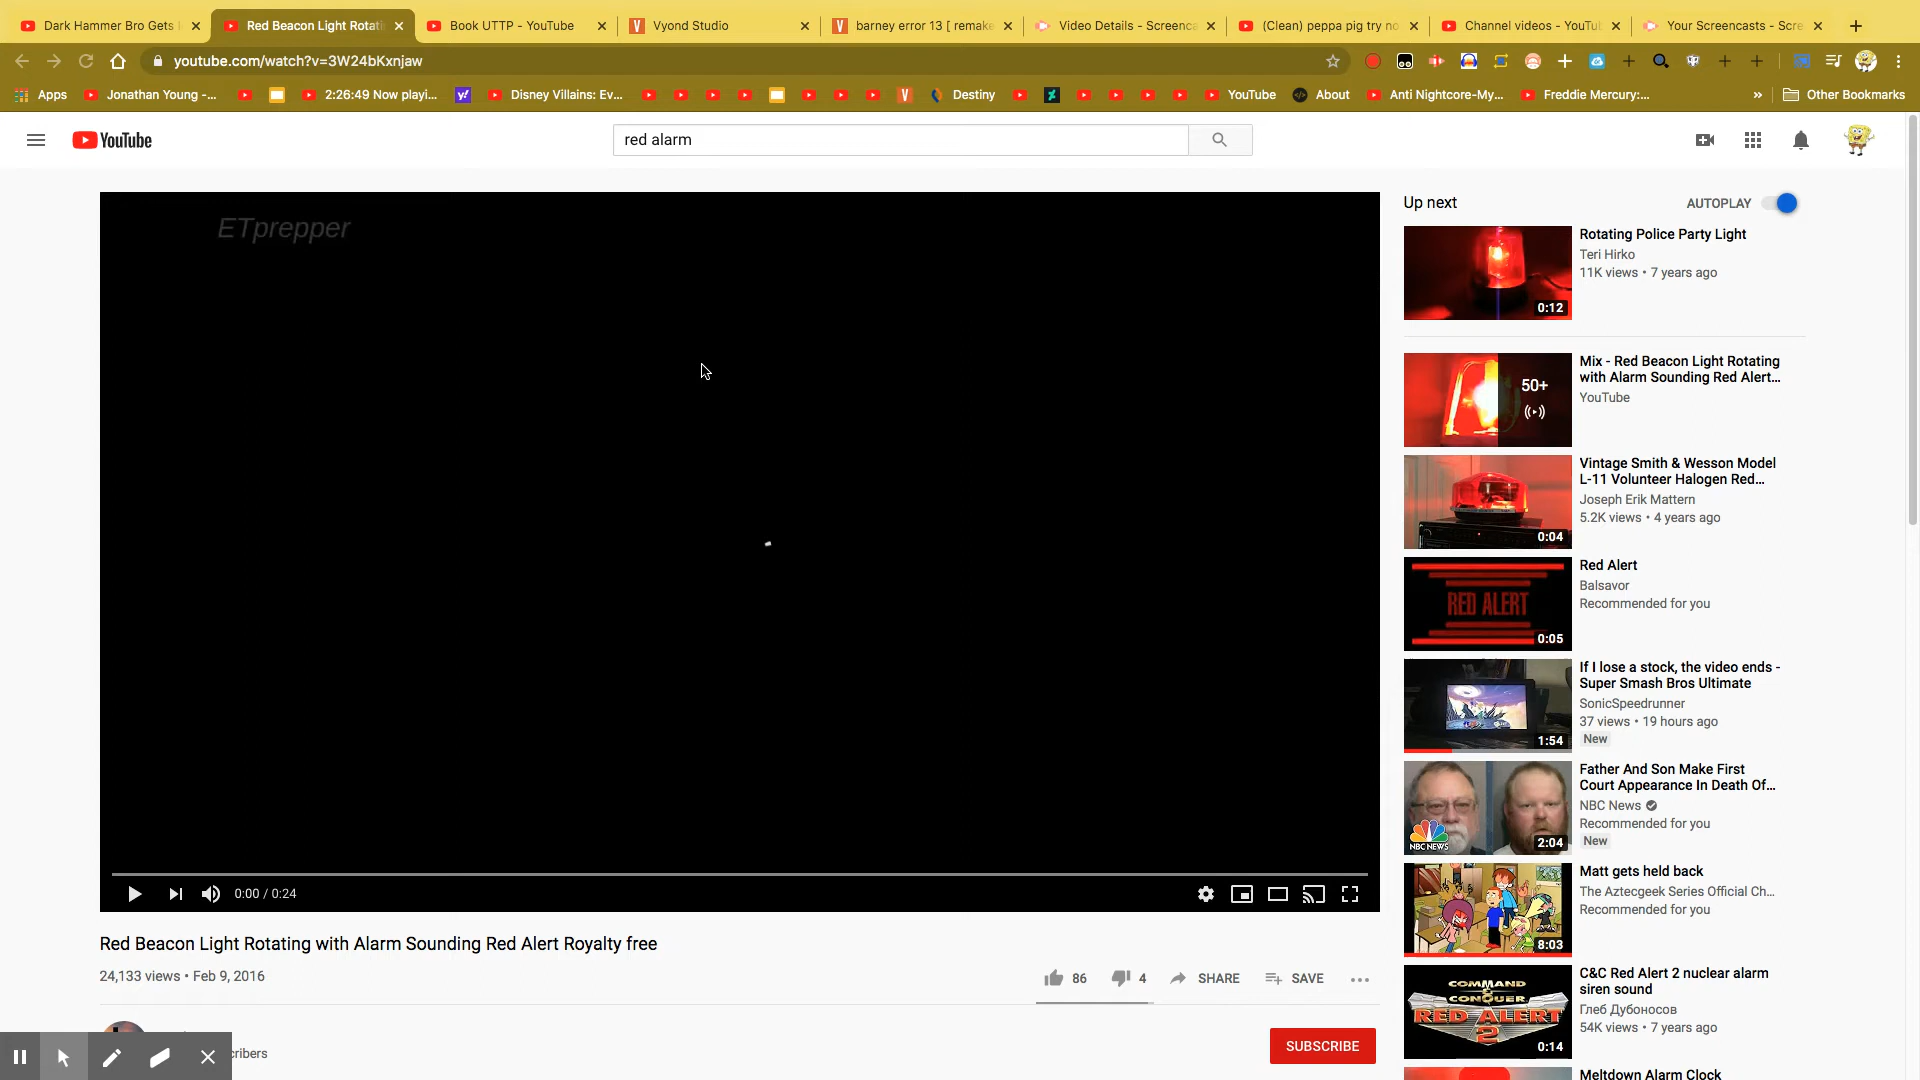 Dark Hammer Bro Gets
Red Beacon Light Rotati
Book UTTP - YouTube
Vyond Studio
barney error 13 [ remake
Video Details - Screenca
(Clean) peppa pig try no
Channel videos - YouTu
Your Screencasts - Scre
youtube.com/watch?v=3W24bKxnjaw
Apps
Jonathan Young -...
2:26:49 Now playi...
Disney Villains: Ev...
Destiny
YouTube
About
Anti Nightcore-My...
Freddie Mercury:...
»
Other Bookmarks
YouTube
red alarm
ETprepper
0:00 / 0:24
Red Beacon Light Rotating with Alarm Sounding Red Alert Royalty free
24,133 views • Feb 9, 2016
86
4
SHARE
SAVE
cribers
SUBSCRIBE
Up next
AUTOPLAY
0:12
Rotating Police Party Light
Teri Hirko
11K views • 7 years ago
50+
Mix - Red Beacon Light Rotating
with Alarm Sounding Red Alert...
YouTube
0:04
Vintage Smith & Wesson Model
L-11 Volunteer Halogen Red...
Joseph Erik Mattern
5.2K views • 4 years ago
RED ALERT
0:05
Red Alert
Balsavor
Recommended for you
1:54
If I lose a stock, the video ends -
Super Smash Bros Ultimate
SonicSpeedrunner
37 views • 19 hours ago
New
NBC NEWS
2:04
Father And Son Make First
Court Appearance In Death Of...
NBC News
Recommended for you
New
8:03
Matt gets held back
The Aztecgeek Series Official Ch...
Recommended for you
COMMAND
&
CONQUER
RED ALERT
2
0:14
C&C Red Alert 2 nuclear alarm
siren sound
Глеб Дубоносов
54K views • 7 years ago
Meltdown Alarm Clock